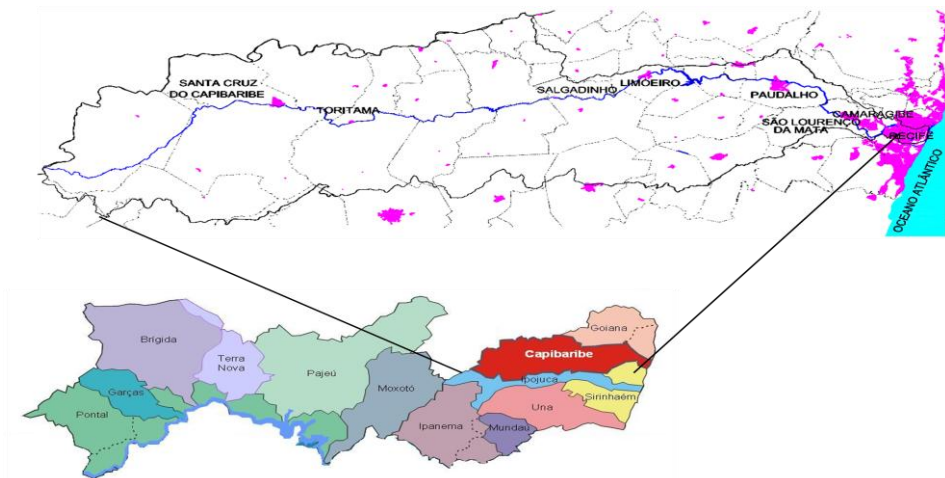 SANTA CRUZ
DO CAPIBARIBE
TORITAMA
SALGADINHO
LIMOEIRO
PAUDALHO
CAMARAGIBE
SÃO LOURENÇO
DA MATA
RECIFE
OCEANO ATLÂNTICO
Goiana
Brígida
Terra
Nova
Capibaribe
Pajeú
Ipojuca
Moxotó
Garças
Sirinhaém
Una
Pontal
Ipanema
Mundaú